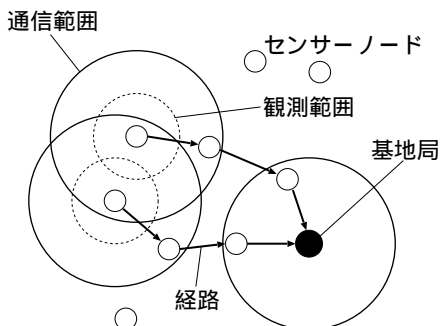 通信範囲
センサーノード
観測範囲
基地局
経路